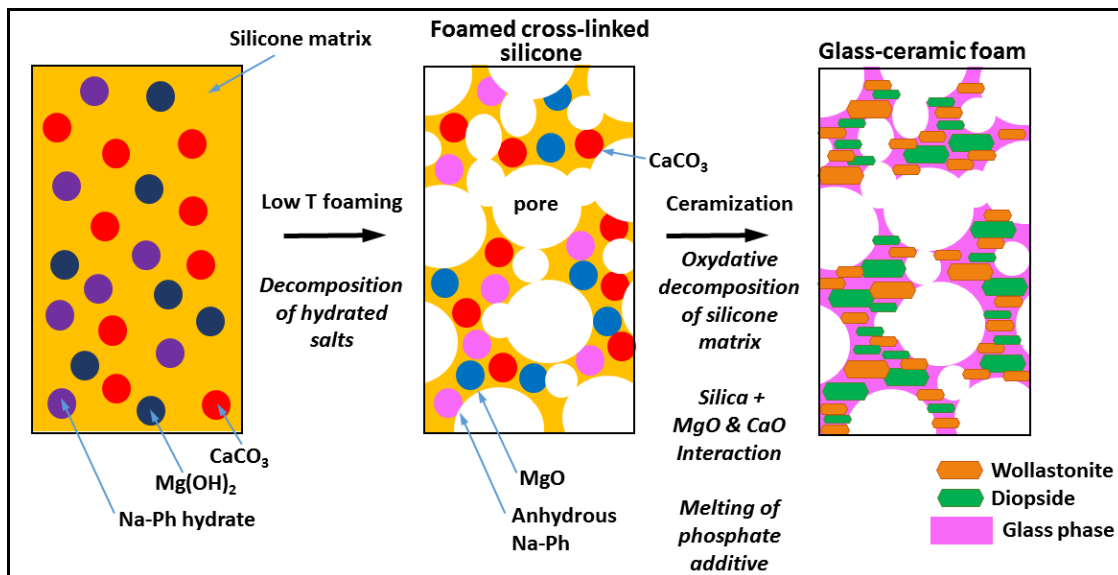 Silicone matrix
Low T foaming
Decomposition
of hydrated
salts
CaCO₃
Mg(OH)₂
Na-Ph hydrate
Foamed cross-linked
silicone
CaCO₃
pore
MgO
Anhydrous
Na-Ph
Ceramization
Oxydative
decomposition
of silicone
matrix
Silica +
MgO & CaO
Interaction
Melting of
phosphate
additive
Glass-ceramic foam
Wollastonite
Diopside
Glass phase